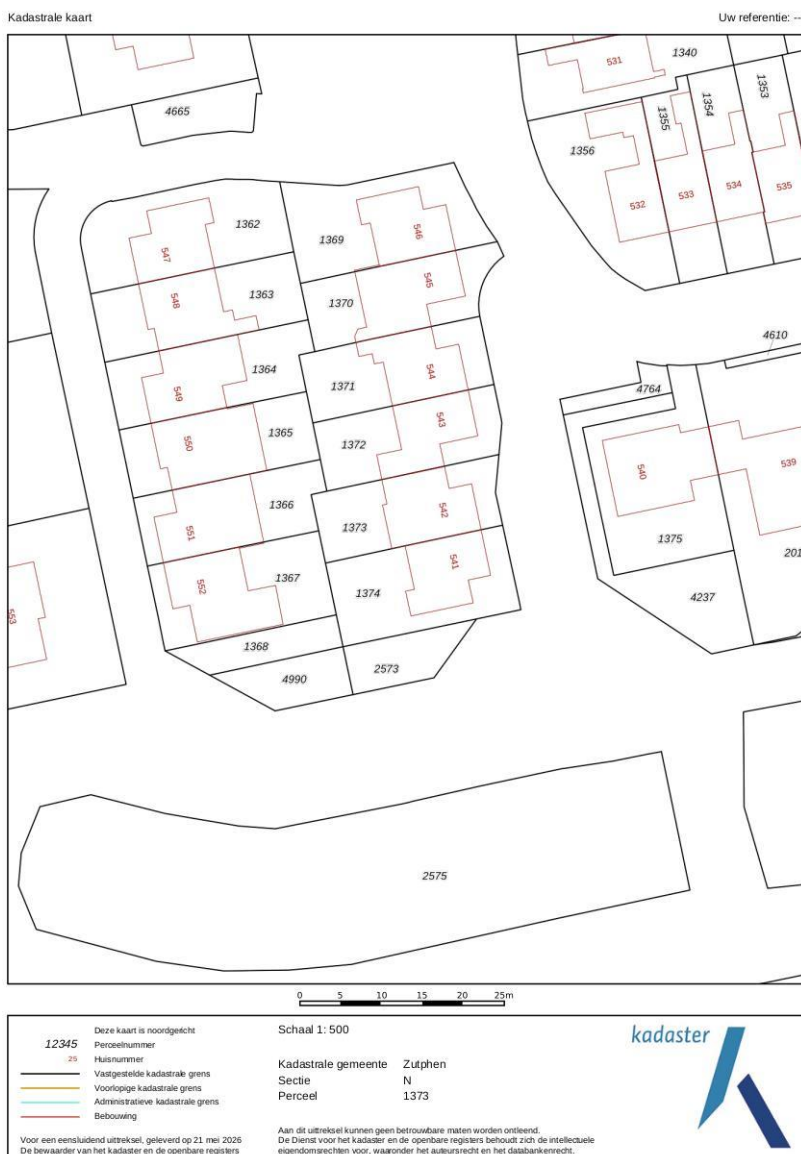 Kadastrale kaart Uw referentie: --
531
1340
4665
1355
1354
1353
1356
532
533
534
535
1362
1369
546
547
1363
1370
545
548
4610
1364
1371
544
549
4764
1365
1372
543
550
540
539
1366
1373
542
551
1375
201
1367
1374
541
552
4237
553
1368
4990
2573
2575
0 5 10 15 20 25m
Deze kaart is noordgericht
12345 Perceelnummer
25 Huisnummer
Vastgestelde kadastrale grens
Voorlopige kadastrale grens
Administratieve kadastrale grens
Bebouwing
Voor een eensluidend uittreksel, geleverd op 21 mei 2026
De bewaarder van het kadaster en de openbare registers
Schaal 1: 500
Kadastrale gemeente Zutphen
Sectie N
Perceel 1373
Aan dit uittreksel kunnen geen betrouwbare maten worden ontleend.
De Dienst voor het kadaster en de openbare registers behoudt zich de intellectuele
eigendomsrechten voor, waaronder het auteursrecht en het databankenrecht.
kadaster